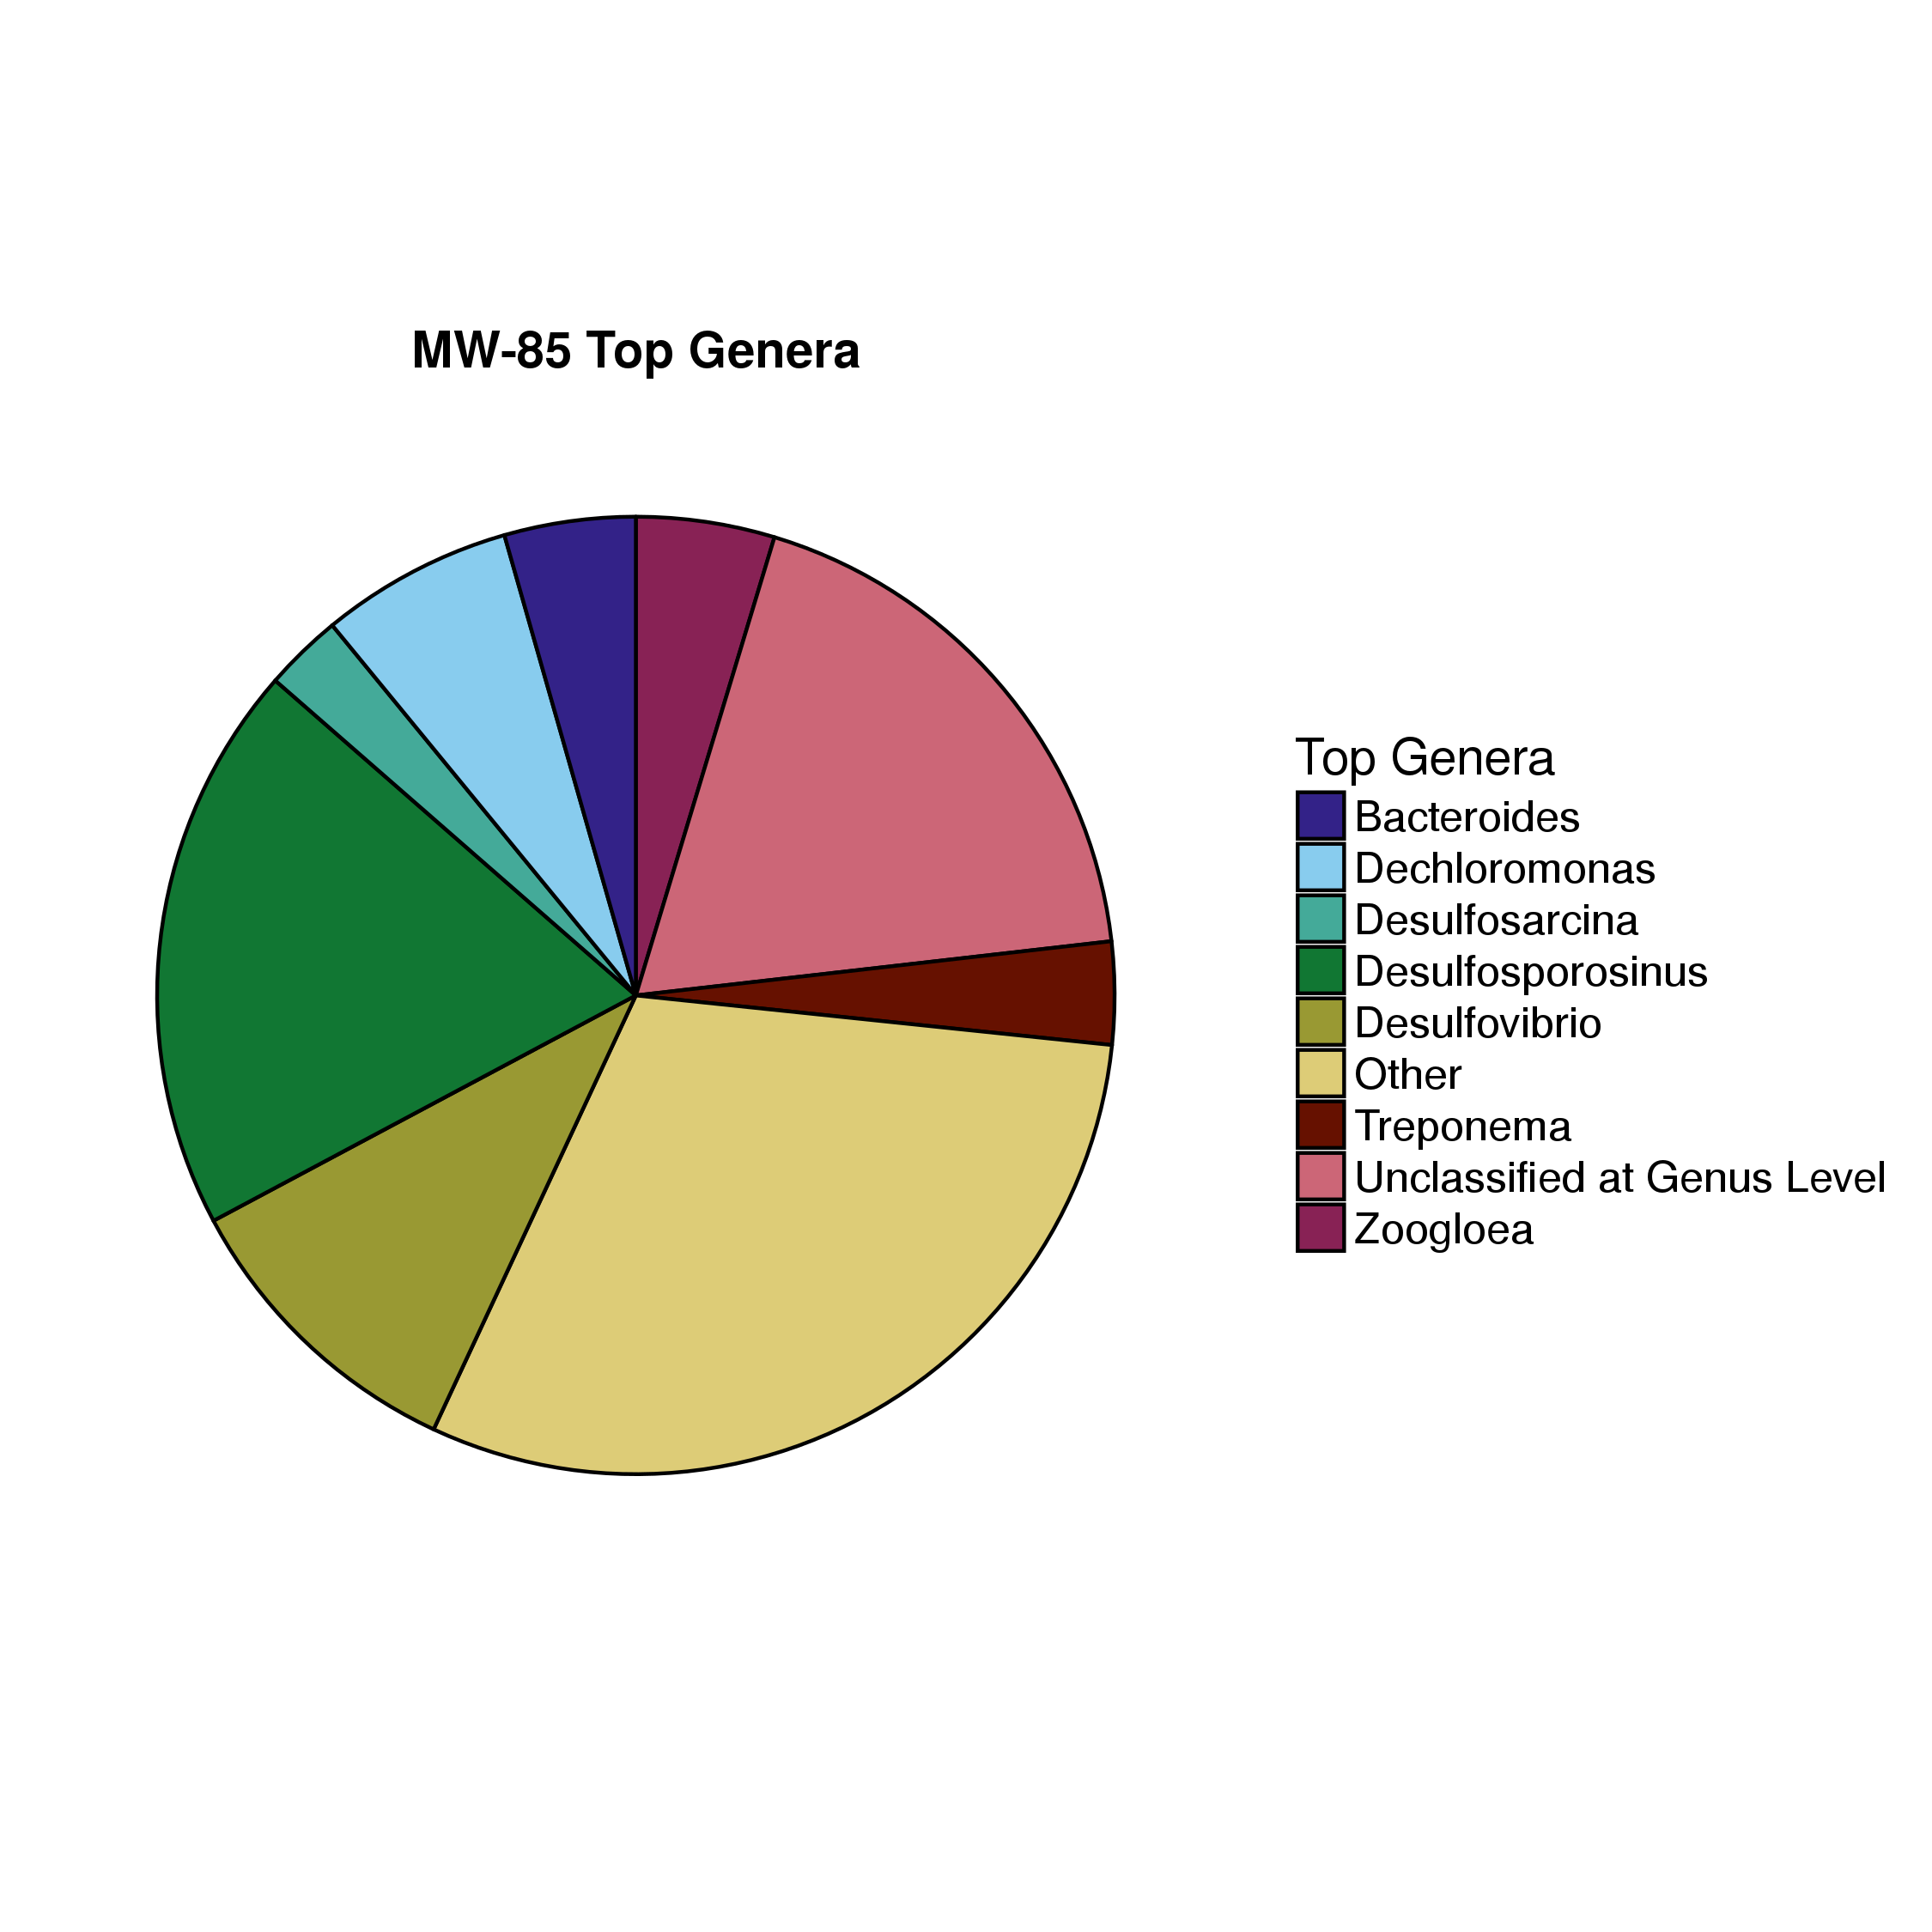 MW-85 Top Genera
Top Genera
Bacteroides
Dechloromonas
Desulfosarcina
Desulfosporosinus
Desulfovibrio
Other
Treponema
Unclassified at Genus Level
Zoogloea